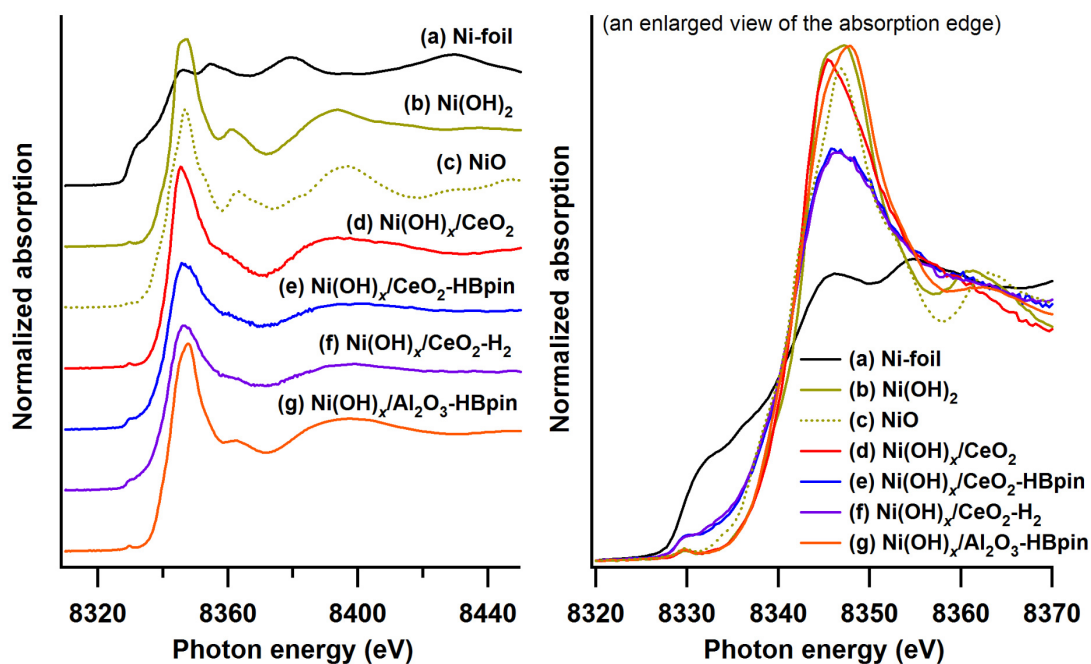 (a) Ni-foil
(b) Ni(OH)2
(c) NiO
(d) Ni(OH)x/CeO2
(e) Ni(OH)x/CeO2-HBpin
(f) Ni(OH)x/CeO2-H2
(g) Ni(OH)x/Al2O3-HBpin
Normalized absorption
8320 8360 8400 8440
Photon energy (eV)
(an enlarged view of the absorption edge)
Normalized absorption
(a) Ni-foil
(b) Ni(OH)2
(c) NiO
(d) Ni(OH)x/CeO2
(e) Ni(OH)x/CeO2-HBpin
(f) Ni(OH)x/CeO2-H2
(g) Ni(OH)x/Al2O3-HBpin
8320 8330 8340 8350 8360 8370
Photon energy (eV)